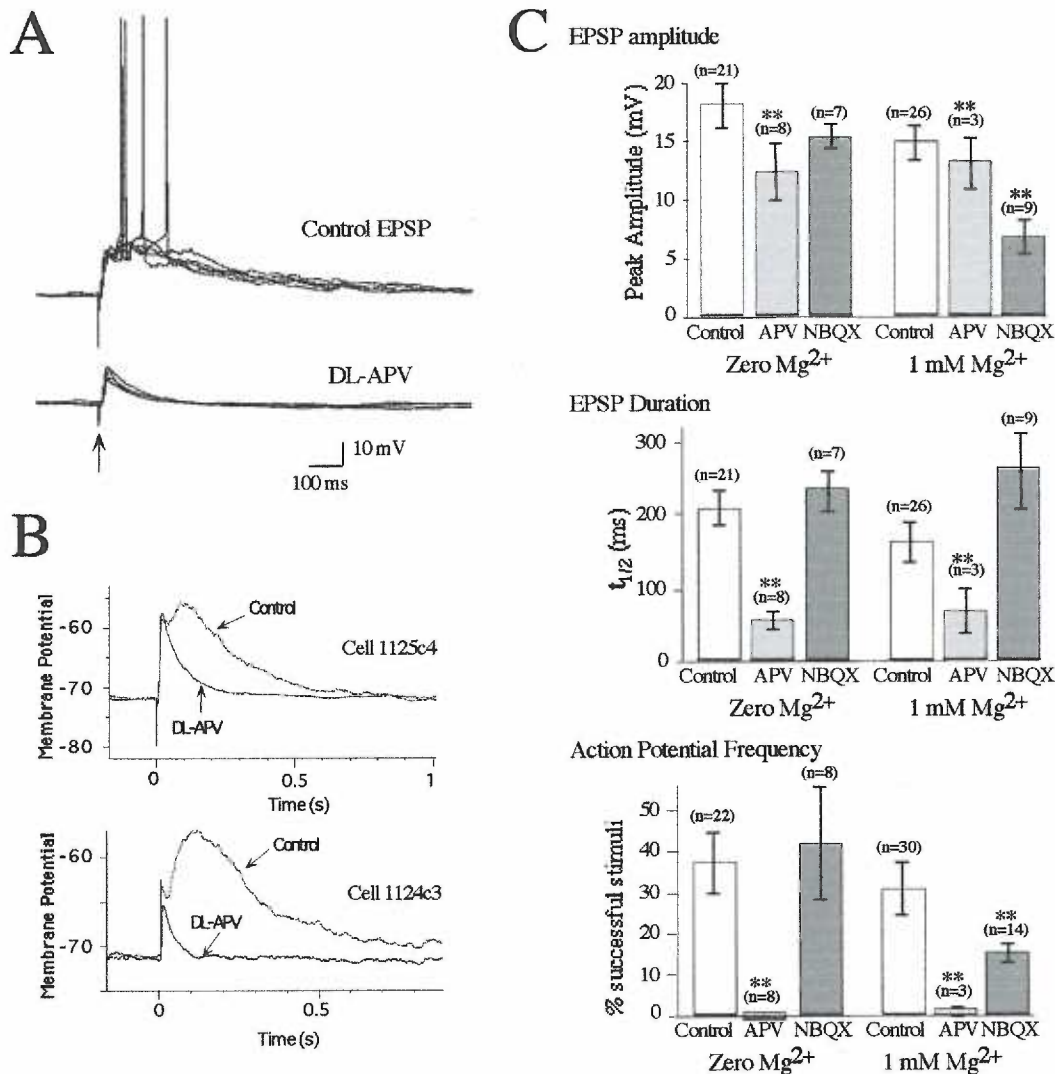 A
Control EPSP
DL-APV
10 mV
100 ms
B
Membrane Potential
-60
-70
-80
Control
Cell 1125c4
DL-APV
0
0.5
1
Time (s)
Membrane Potential
-60
-70
Control
Cell 1124c3
DL-APV
0
0.5
Time (s)
C
EPSP amplitude
Peak Amplitude (mV)
20
15
10
5
0
(n=21)
**
(n=8)
(n=7)
(n=26)
**
(n=3)
**
(n=9)
Control APV NBQX Control APV NBQX
Zero Mg2+ 1 mM Mg2+
EPSP Duration
t1/2 (ms)
300
200
100
0
(n=21)
**
(n=8)
(n=7)
(n=26)
**
(n=3)
(n=9)
Control APV NBQX Control APV NBQX
Zero Mg2+ 1 mM Mg2+
Action Potential Frequency
% successful stimuli
50
40
30
20
10
0
(n=22)
**
(n=8)
(n=8)
(n=30)
**
(n=3)
**
(n=14)
Control APV NBQX Control APV NBQX
Zero Mg2+ 1 mM Mg2+